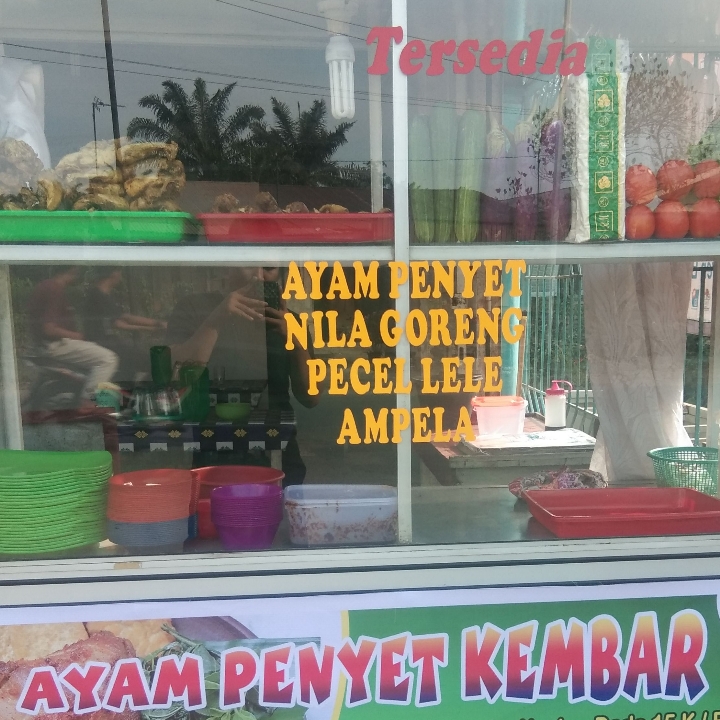 Tersedia
AYAM PENYET
NILA GORENG
PECEL LELE
AMPELA
AYAM PENYET KEMBAR